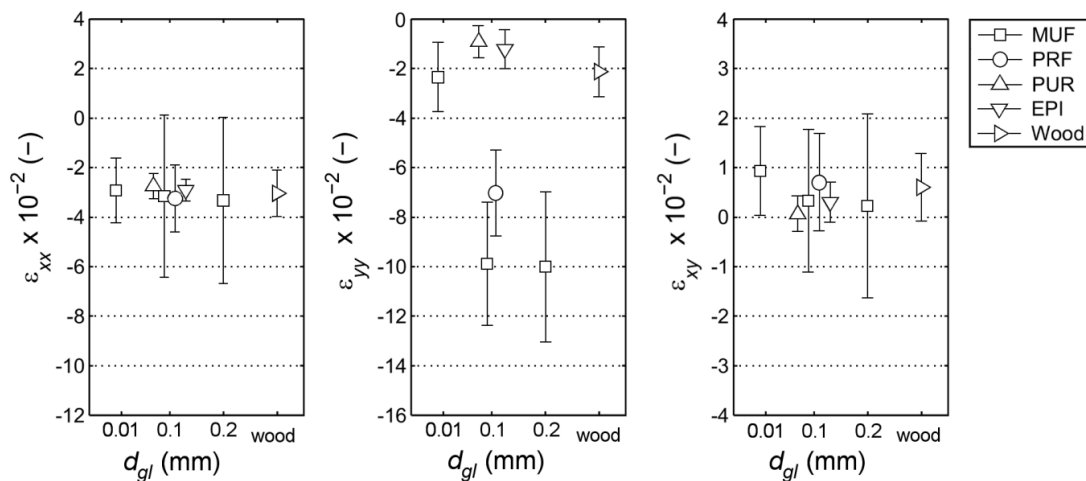 ε_xx x 10^-2 (–)
4
2
0
-2
-4
-6
-8
-10
-12
0.01 0.1 0.2 wood
d_gl (mm)
ε_yy x 10^-2 (–)
-0
-2
-4
-6
-8
-10
-12
-14
-16
0.01 0.1 0.2 wood
d_gl (mm)
ε_xy x 10^-2 (–)
4
3
2
1
0
-1
-2
-3
-4
0.01 0.1 0.2 wood
d_gl (mm)
MUF
PRF
PUR
EPI
Wood